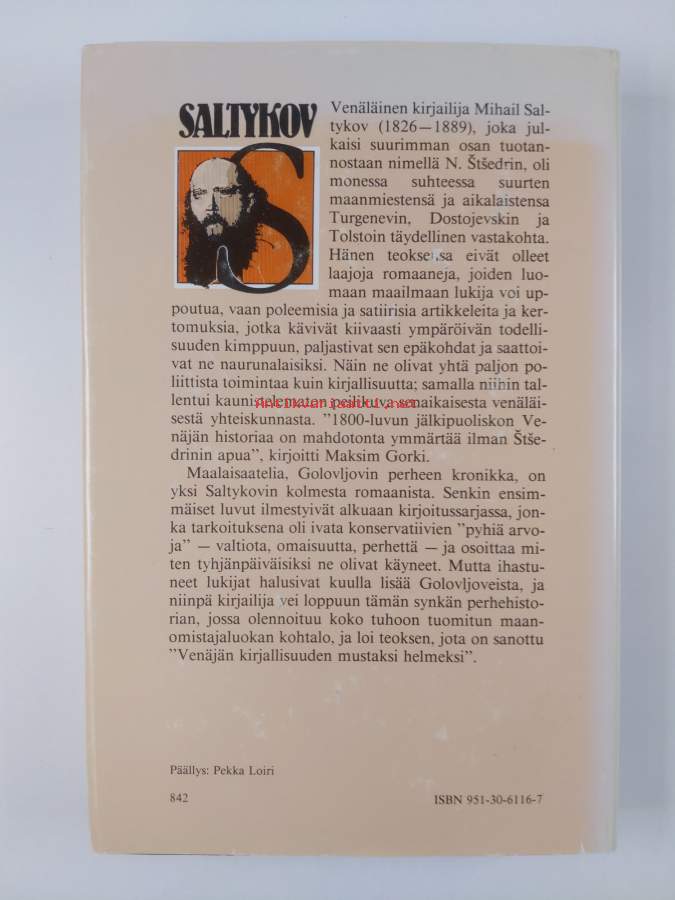 SALTYKOV
S
Venäläinen kirjailija Mihail Sal-
tykov (1826—1889), joka jul-
kaisi suurimman osan tuotan-
nostaan nimellä N. Štšedrin, oli
monessa suhteessa suurten
maanmiestensä ja aikalaistensa
Turgenevin, Dostojevskin ja
Tolstoin täydellinen vastakohta.
Hänen teoksensa eivät olleet
laajoja romaaneja, joiden luo-
maan maailmaan lukija voi up-
poutua, vaan poleemisia ja satiirisia artikkeleita ja ker-
tomuksia, jotka kävivät kiivaasti ympäröivän todelli-
suuden kimppuun, paljastivat sen epäkohdat ja saattoi-
vat ne naurunalaisiksi. Näin ne olivat yhtä paljon po-
liittista toimintaa kuin kirjallisuutta; samalla niihin tal-
lentui kaunistelematon peilikuva senaikaisesta venäläi-
Antikvariaatti.net
sestä yhteiskunnasta. ”1800-luvun jälkipuoliskon Ve-
näjän historiaa on mahdotonta ymmärtää ilman Štše-
drinin apua”, kirjoitti Maksim Gorki.
Maalaisaatelia, Golovljovin perheen kronikka, on
yksi Saltykovin kolmesta romaanista. Senkin ensim-
mäiset luvut ilmestyivät alkuaan kirjoitussarjassa, jon-
ka tarkoituksena oli ivata konservatiivien ”pyhiä arvo-
ja” — valtiota, omaisuutta, perhettä — ja osoittaa mi-
ten tyhjänpäiväisiksi ne olivat käyneet. Mutta ihastu-
neet lukijat halusivat kuulla lisää Golovljoveista, ja
niinpä kirjailija vei loppuun tämän synkän perhehisto-
rian, jossa olennoituu koko tuhoon tuomitun maan-
omistajaluokan kohtalo, ja loi teoksen, jota on sanottu
”Venäjän kirjallisuuden mustaksi helmeksi”.
Päällys: Pekka Loiri
842
ISBN 951-30-6116-7